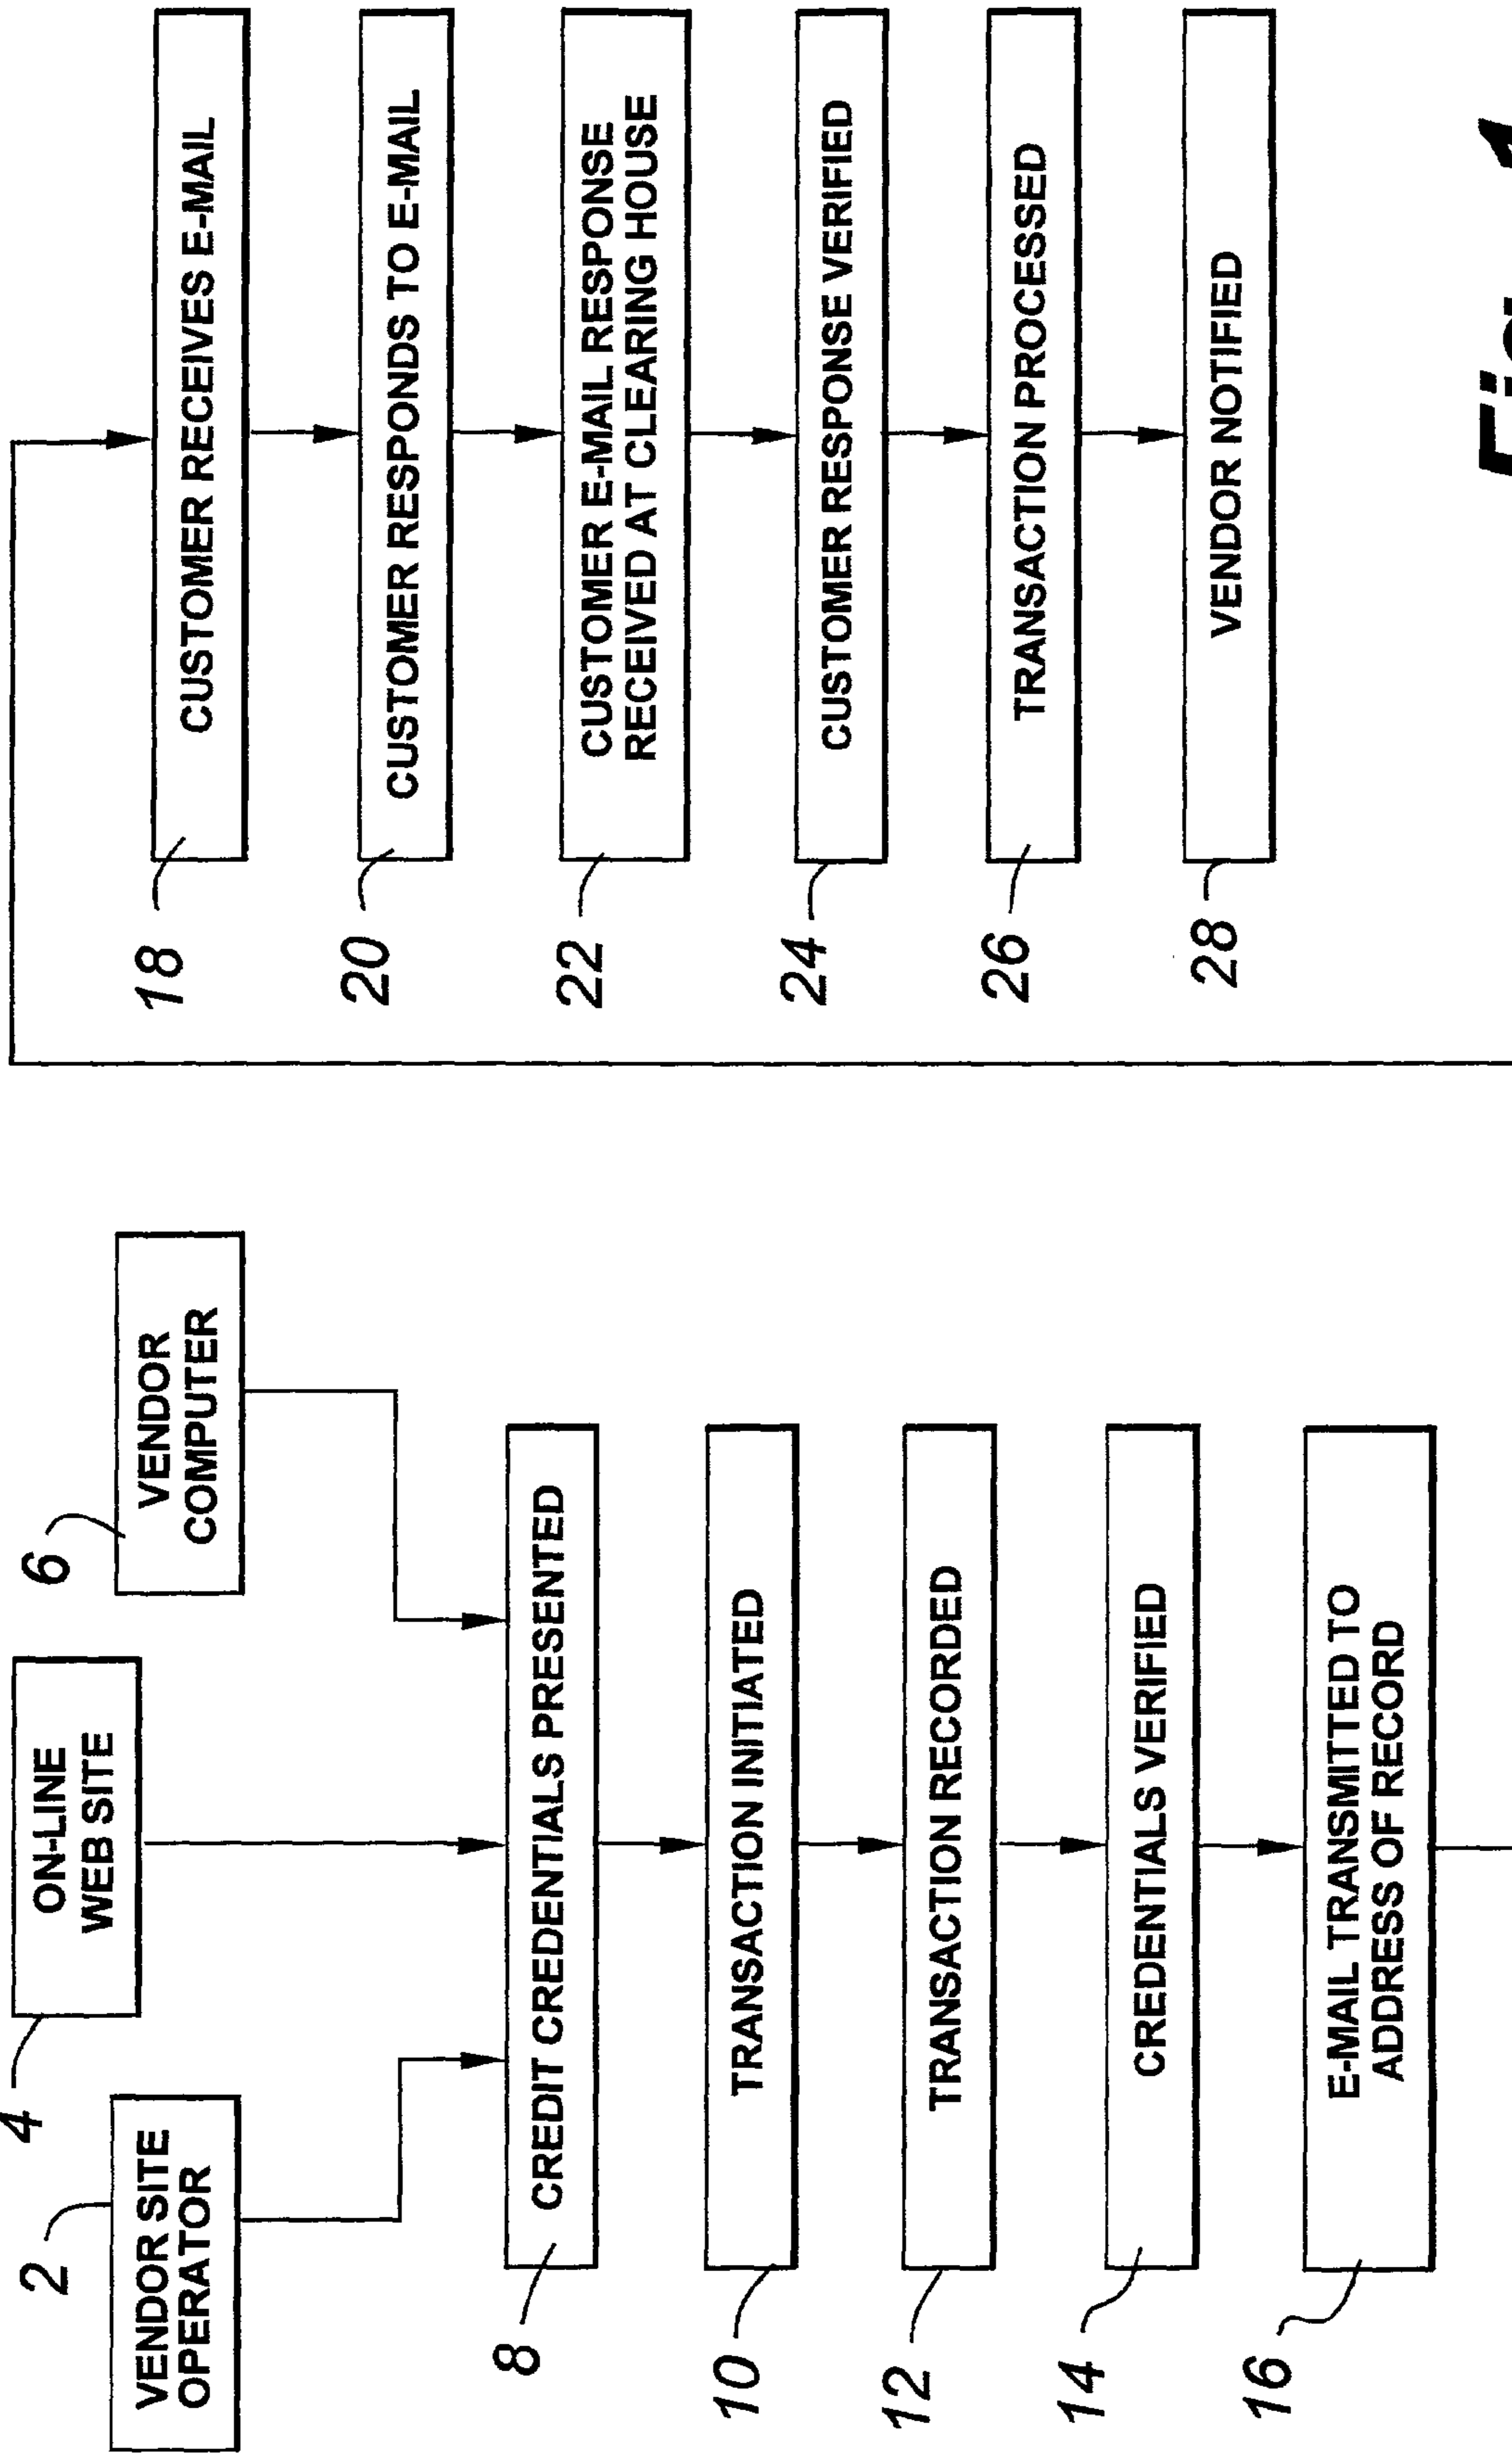 2
VENDOR SITE
OPERATOR
4
ON-LINE
WEB SITE
6
VENDOR
COMPUTER
8
CREDIT CREDENTIALS PRESENTED
10
TRANSACTION INITIATED
12
TRANSACTION RECORDED
14
CREDENTIALS VERIFIED
16
E-MAIL TRANSMITTED TO
ADDRESS OF RECORD
18
CUSTOMER RECEIVES E-MAIL
20
CUSTOMER RESPONDS TO E-MAIL
22
CUSTOMER E-MAIL RESPONSE
RECEIVED AT CLEARING HOUSE
24
CUSTOMER RESPONSE VERIFIED
26
TRANSACTION PROCESSED
28
VENDOR NOTIFIED
Fig. 1